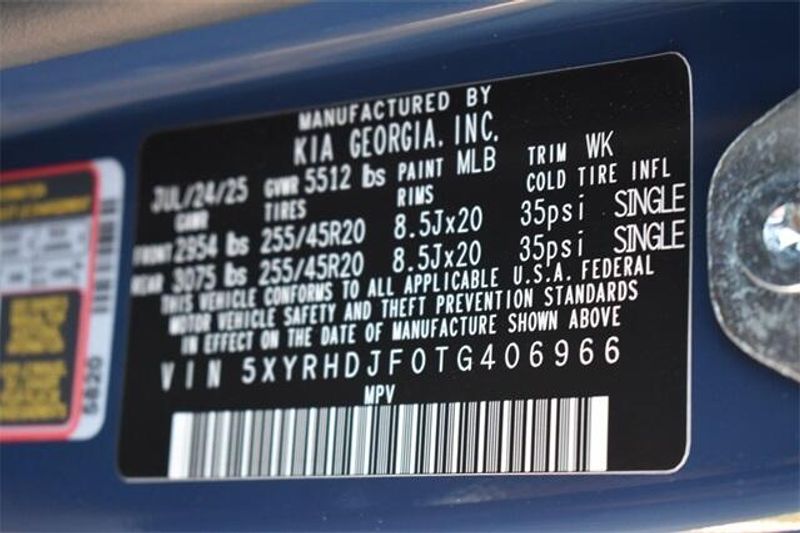 MANUFACTURED BY
KIA GEORGIA, INC.
JUL/24/25 GVWR 5512 lbs PAINT MLB TRIM WK
GAWR TIRES RIMS COLD TIRE INFL
FRONT 2954 lbs 255/45R20 8.5Jx20 35psi SINGLE
REAR 3075 lbs 255/45R20 8.5Jx20 35psi SINGLE
THIS VEHICLE CONFORMS TO ALL APPLICABLE U.S.A. FEDERAL
MOTOR VEHICLE SAFETY AND THEFT PREVENTION STANDARDS
IN EFFECT ON THE DATE OF MANUFACTURE SHOWN ABOVE
VIN 5XYRHDJF0TG406966
MPV